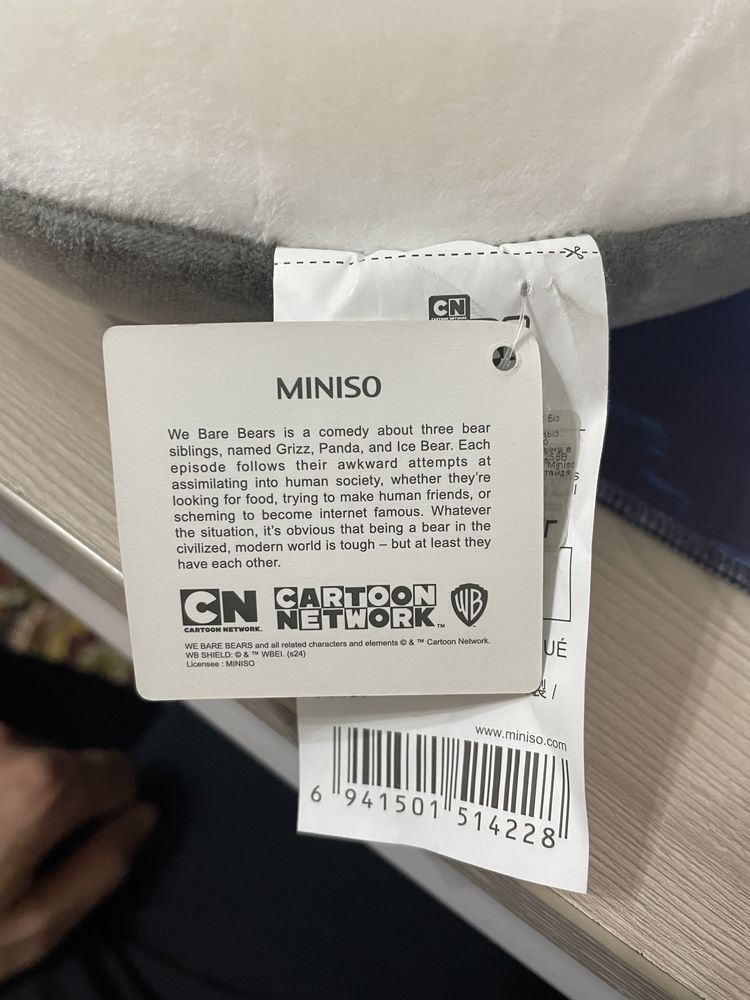 CN
CARTOON NETWORK
MINISO
We Bare Bears is a comedy about three bear
siblings, named Grizz, Panda, and Ice Bear. Each
episode follows their awkward attempts at
assimilating into human society, whether they're
looking for food, trying to make human friends, or
scheming to become internet famous. Whatever
the situation, it's obvious that being a bear in the
civilized, modern world is tough – but at least they
have each other.
CN
CARTOON NETWORK.
CARTOON
NETWORK™
WB
WE BARE BEARS and all related characters and elements © & ™ Cartoon Network.
WB SHIELD: © & ™ WBEI. (s24)
Licensee : MINISO
"Miniso
UÉ
www.miniso.com
6 941501 514228